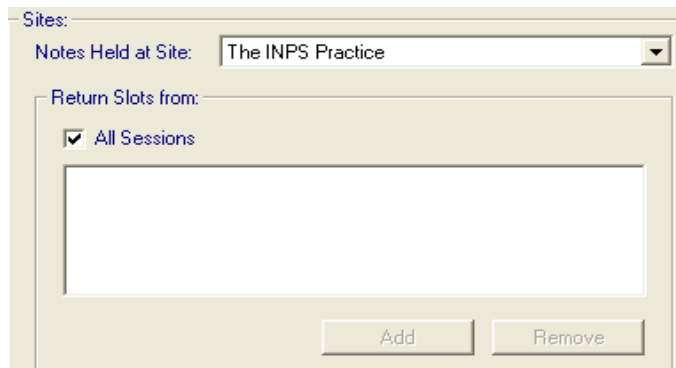 Sites:
Notes Held at Site: The INPS Practice
Return Slots from:
All Sessions
Add Remove